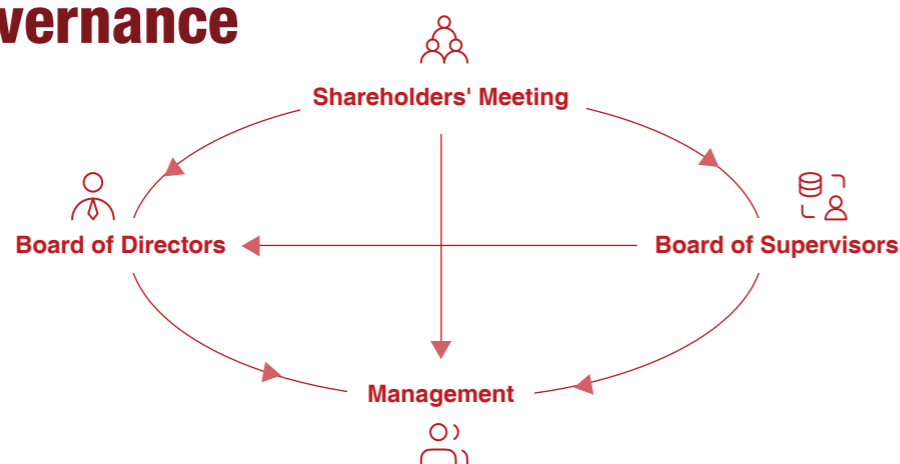 vernance
Shareholders' Meeting
Board of Directors
Board of Supervisors
Management